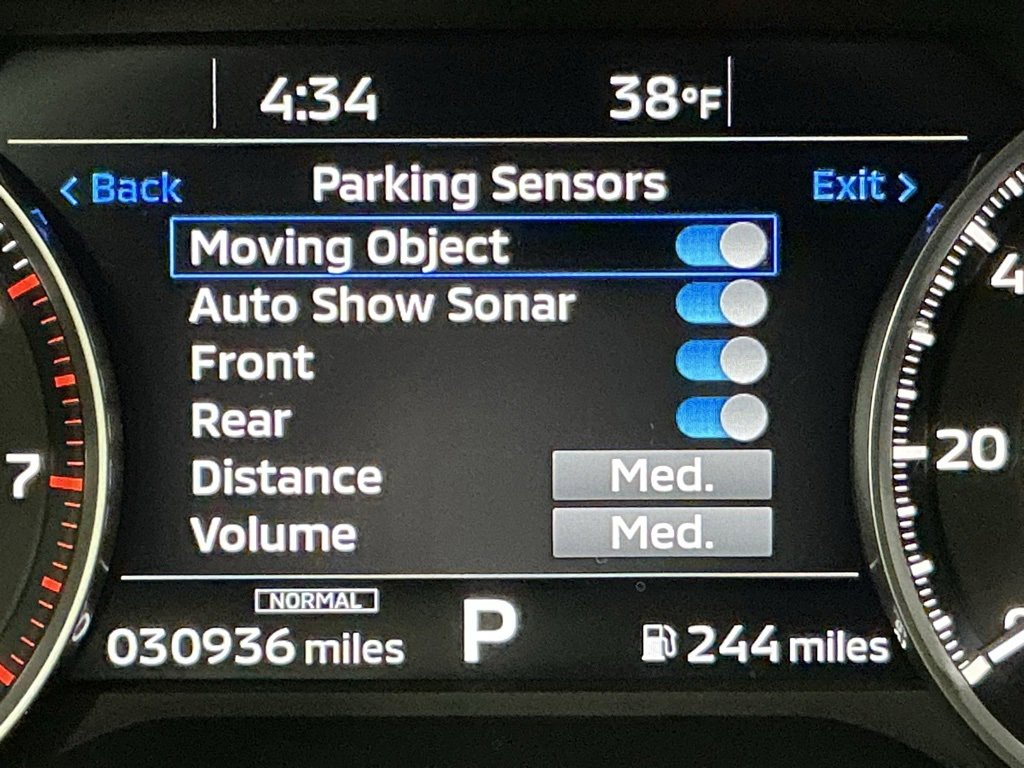 4:34 38°F
< Back Parking Sensors Exit >
Moving Object
Auto Show Sonar
Front
Rear
Distance Med.
Volume Med.
NORMAL
030936 miles P 244 miles
7
20